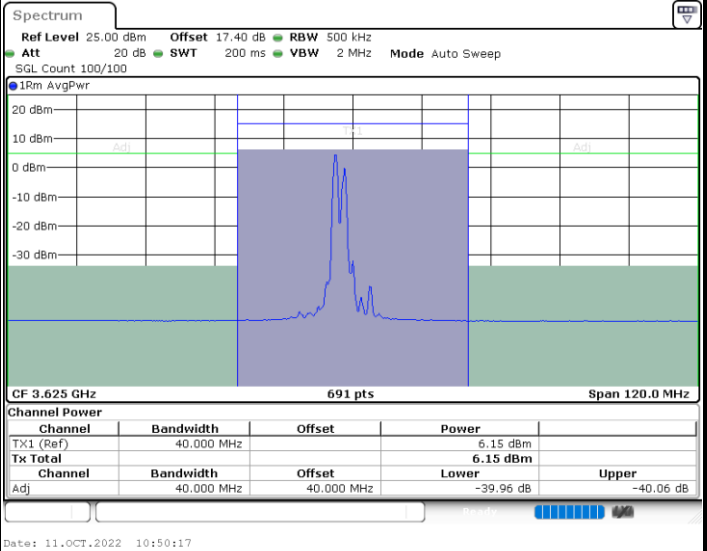 Spectrum
Ref Level 25.00 dBm Offset 17.40 dB RBW 500 kHz
Att 20 dB SWT 200 ms VBW 2 MHz Mode Auto Sweep
SGL Count 100/100
1Rm AvgPwr
20 dBm
TX1
10 dBm
Adj Adj
0 dBm
-10 dBm
-20 dBm
-30 dBm
CF 3.625 GHz 691 pts Span 120.0 MHz
Channel Power
Channel Bandwidth Offset Power
TX1 (Ref) 40.000 MHz 6.15 dBm
Tx Total 6.15 dBm
Channel Bandwidth Offset Lower Upper
Adj 40.000 MHz 40.000 MHz -39.96 dB -40.06 dB
Ready
Date: 11.OCT.2022 10:50:17